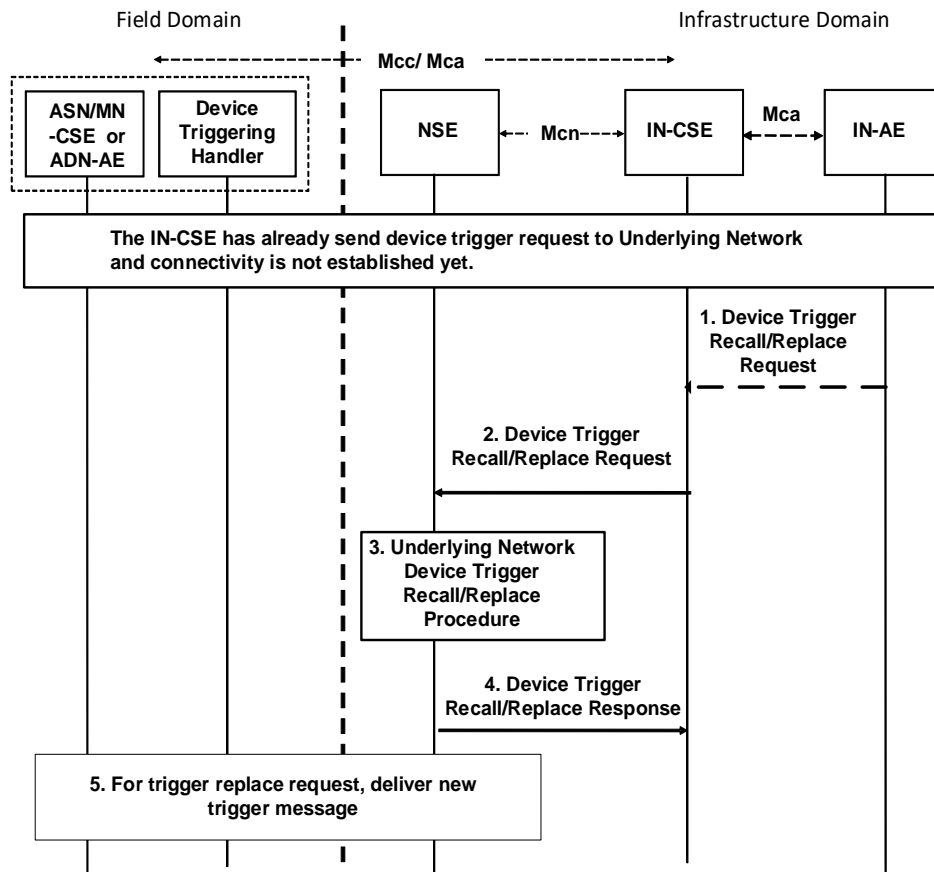 Field Domain
Infrastructure Domain
Mcc/ Mca
ASN/MN
-CSE or
ADN-AE
Device
Triggering
Handler
NSE
Mcn
IN-CSE
Mca
IN-AE
The IN-CSE has already send device trigger request to Underlying Network
and connectivity is not established yet.
1. Device Trigger
Recall/Replace
Request
2. Device Trigger
Recall/Replace Request
3. Underlying Network
Device Trigger
Recall/Replace
Procedure
4. Device Trigger
Recall/Replace Response
5. For trigger replace request, deliver new
trigger message